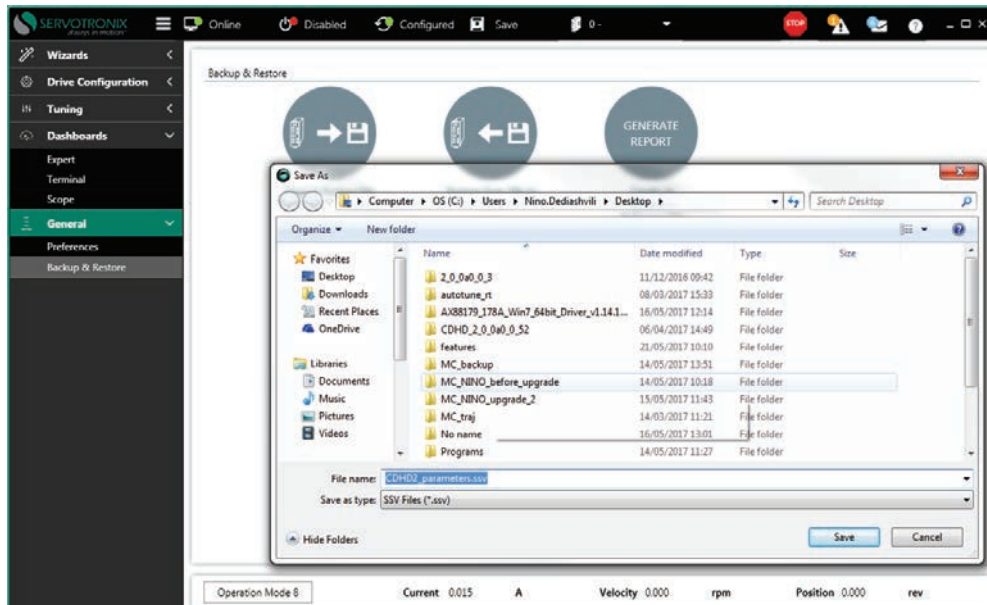 SERVOTRONIX Online Disabled Configured Save 0 - STOP ?
always in motion
Wizards
Drive Configuration
Tuning
Dashboards
Expert
Terminal
Scope
General
Preferences
Backup & Restore
Backup & Restore
GENERATE
REPORT
Save As
Computer Users OS (C:) Nino.Dediashvili Desktop Search Desktop
Organize New folder
Favorites
Desktop
Downloads
Recent Places
OneDrive
Libraries
Documents
Music
Pictures
Videos
Name Date modified Type Size
2_0_0a0_0_3 11/12/2016 09:42 File folder
autotune_rt 08/03/2017 15:33 File folder
AX88179_178A_Win7_64bit_Driver_v1.14.1... 16/05/2017 12:14 File folder
CDHD_2_0_0a0_0_52 06/04/2017 14:49 File folder
features 21/05/2017 10:10 File folder
MC_backup 14/05/2017 13:51 File folder
MC_NINO_before_upgrade 14/05/2017 10:18 File folder
MC_NINO_upgrade_2 15/05/2017 11:43 File folder
MC_traj 14/03/2017 11:21 File folder
No name 16/05/2017 13:01 File folder
Programs 14/05/2017 11:27 File folder
File name: CDHD2_parameters.ssv
Save as type: SSV Files (*.ssv)
Hide Folders Save Cancel
Operation Mode 8 Current 0.015 A Velocity 0.000 rpm Position 0.000 rev